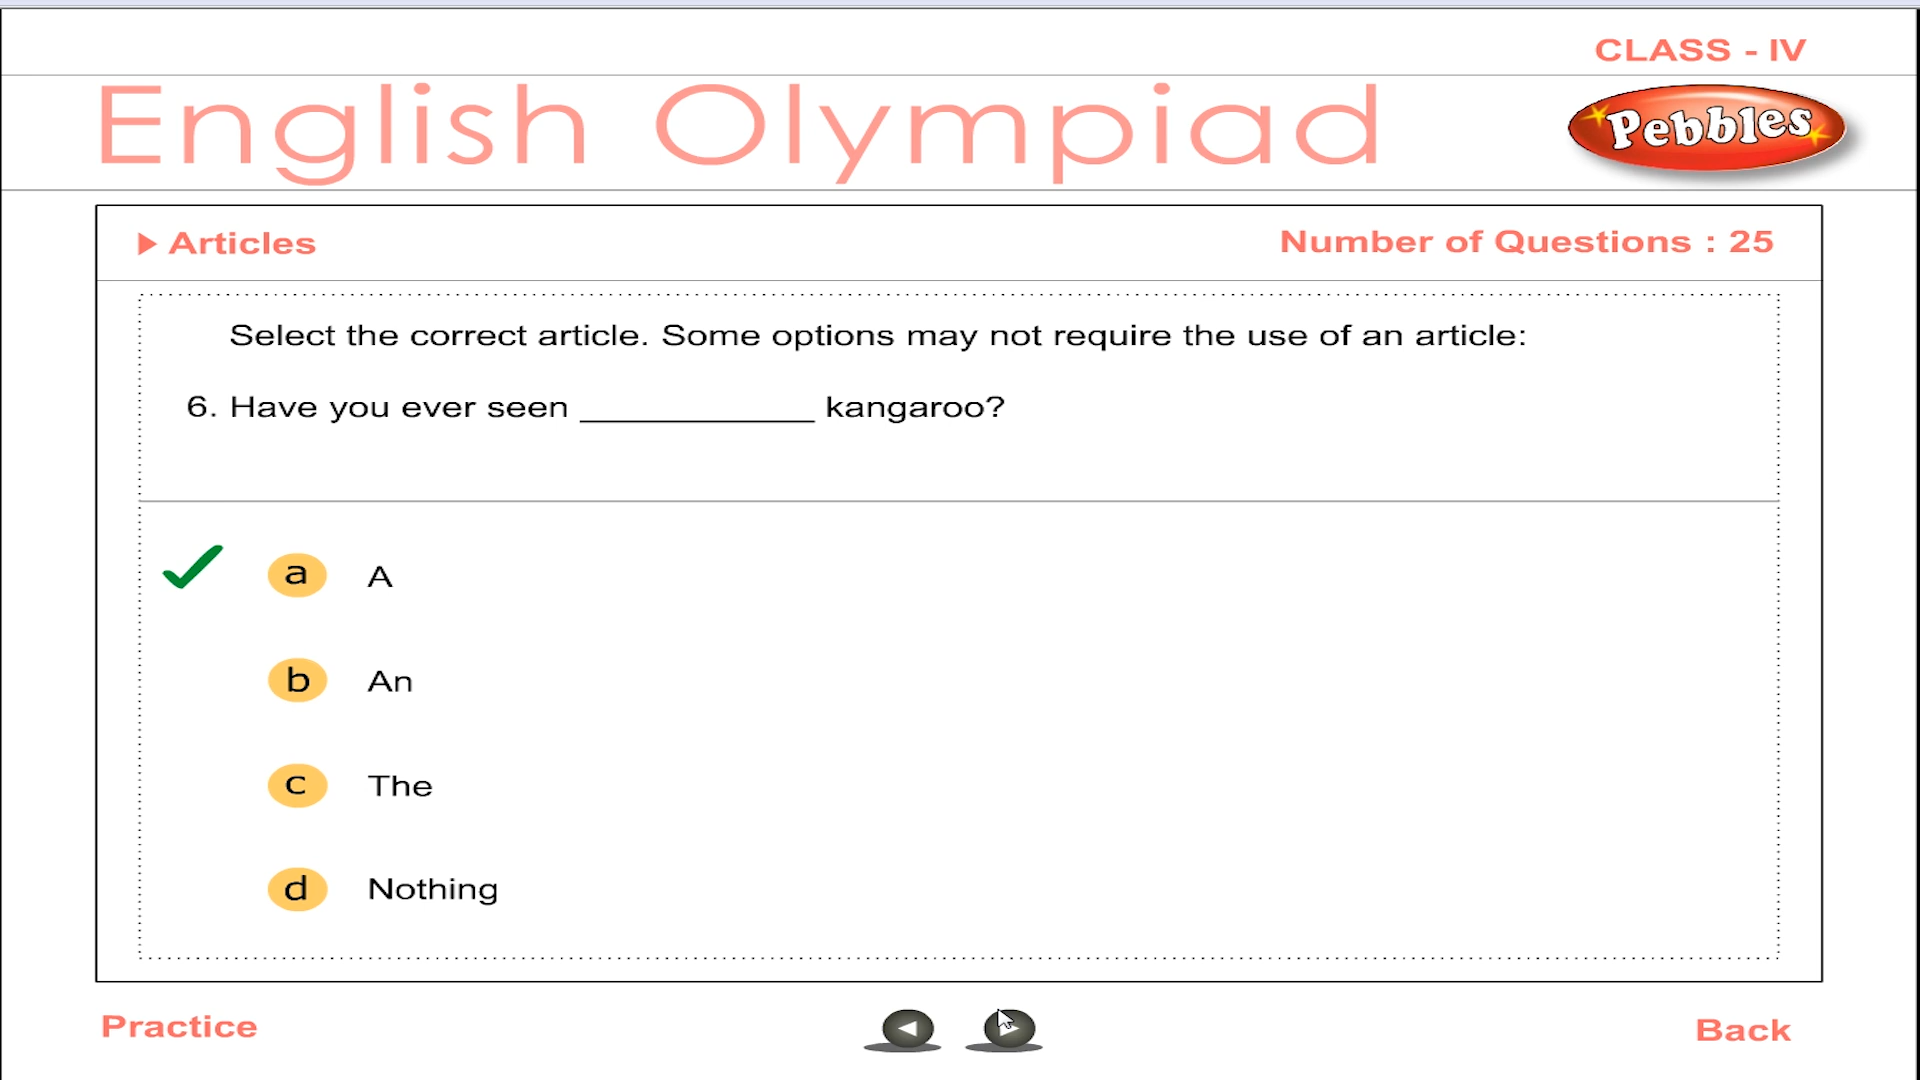 CLASS - IV
English Olympiad
Pebbles
Articles
Number of Questions : 25
Select the correct article. Some options may not require the use of an article:
6. Have you ever seen ____________ kangaroo?
a A
b An
c The
d Nothing
Practice
Back